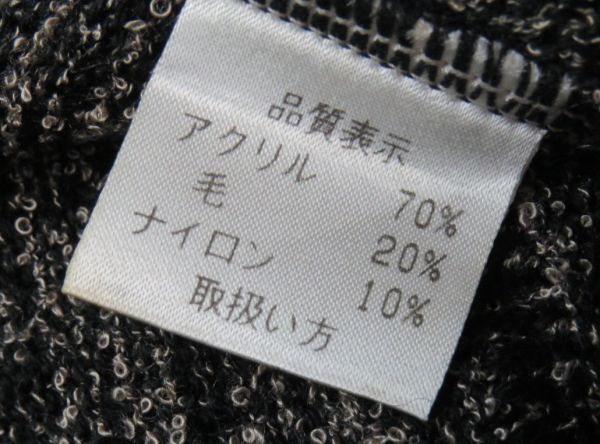 品質表示
アクリル 70%
毛 20%
ナイロン 10%
取扱い方